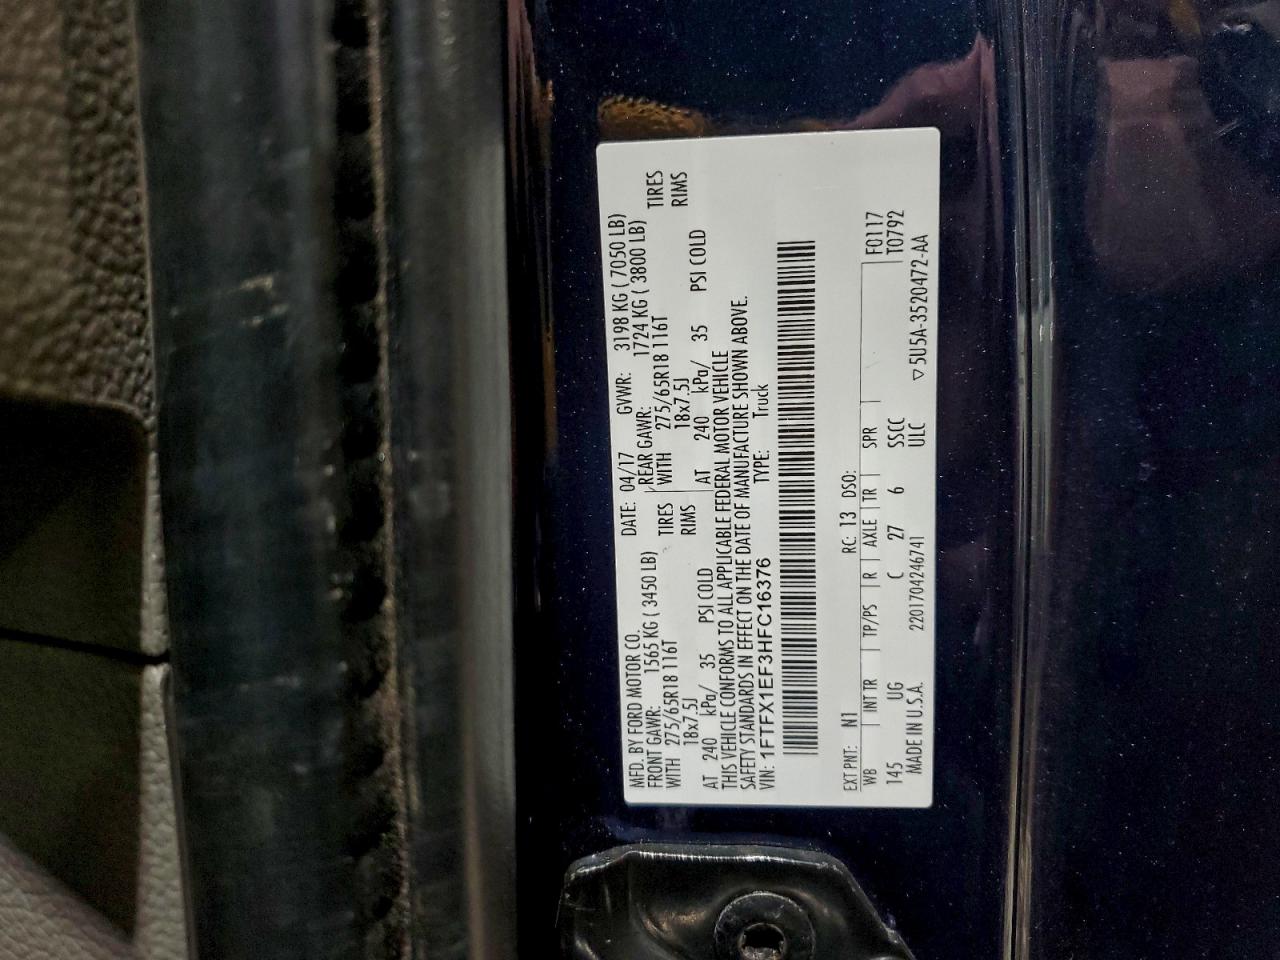 MFD. BY FORD MOTOR CO. DATE: 04/17 GVWR: 3198 KG ( 7050 LB)
FRONT GAWR: 1565 KG ( 3450 LB) REAR GAWR: 1724 KG ( 3800 LB)
WITH 275/65R18 116T TIRES WITH 275/65R18 116T TIRES
18x7.5J RIMS 18x7.5J RIMS
AT 240 kPa/ 35 PSI COLD AT 240 kPa/ 35 PSI COLD
THIS VEHICLE CONFORMS TO ALL APPLICABLE FEDERAL MOTOR VEHICLE
SAFETY STANDARDS IN EFFECT ON THE DATE OF MANUFACTURE SHOWN ABOVE.
VIN: 1FTFX1EF3HFC16376 TYPE: Truck
EXT PNT: N1 RC: 13 DSO: F0117
WB INT TR TP/PS R AXLE TR SPR T0792
145 UG C 27 6 SSCC
MADE IN U.S.A. 2201704246741 ULC ▽5U5A-3520472-AA